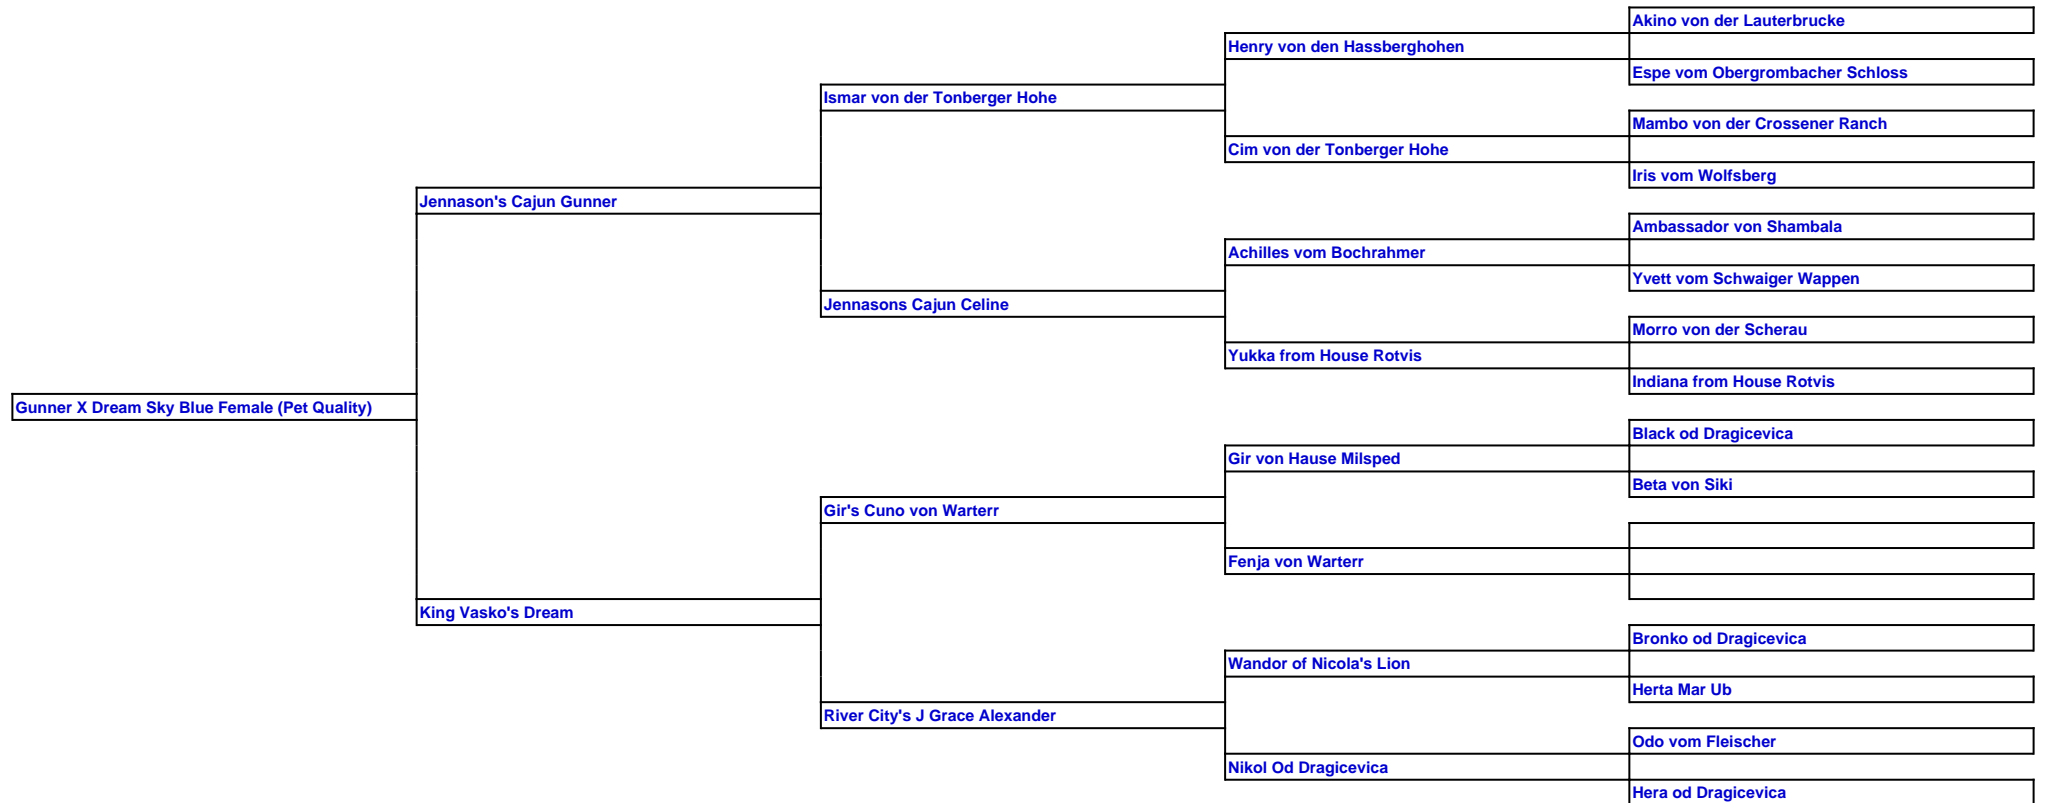 Akino von der Lauterbrucke
Henry von den Hassberghohen
Espe vom Obergrombacher Schloss
Ismar von der Tonberger Hohe
Mambo von der Crossener Ranch
Cim von der Tonberger Hohe
Iris vom Wolfsberg
Jennason's Cajun Gunner
Ambassador von Shambala
Achilles vom Bochrahmer
Yvett vom Schwaiger Wappen
Jennasons Cajun Celine
Morro von der Scherau
Yukka from House Rotvis
Indiana from House Rotvis
Gunner X Dream Sky Blue Female (Pet Quality)
Black od Dragicevica
Gir von Hause Milsped
Beta von Siki
Gir's Cuno von Warterr
Fenja von Warterr
King Vasko's Dream
Bronko od Dragicevica
Wandor of Nicola's Lion
Herta Mar Ub
River City's J Grace Alexander
Odo vom Fleischer
Nikol Od Dragicevica
Hera od Dragicevica